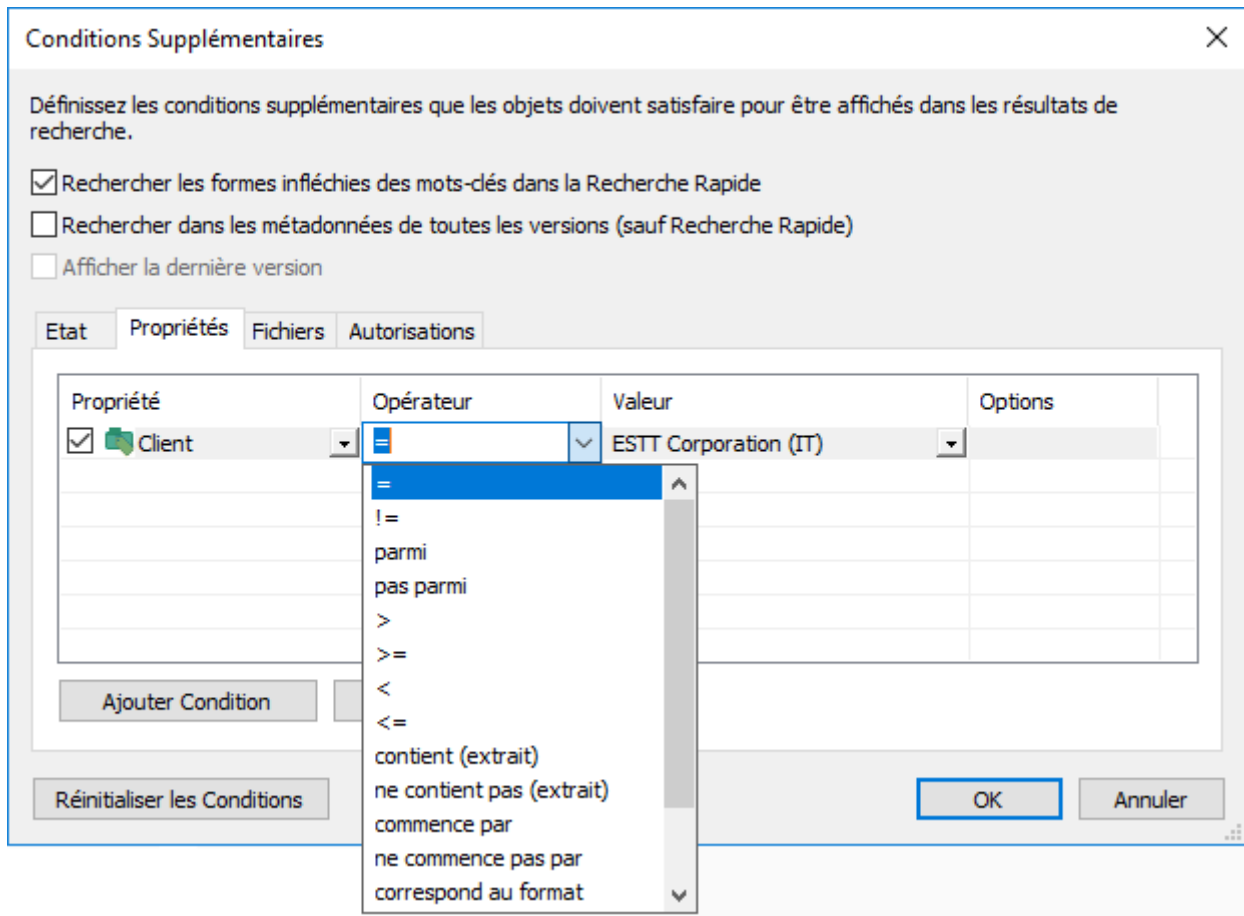 Conditions Supplémentaires
Définissez les conditions supplémentaires que les objets doivent satisfaire pour être affichés dans les résultats de
recherche.
Rechercher les formes infléchies des mots-clés dans la Recherche Rapide
Rechercher dans les métadonnées de toutes les versions (sauf Recherche Rapide)
Afficher la dernière version
Etat Propriétés Fichiers Autorisations
Propriété Opérateur Valeur Options
Client = ESTT Corporation (IT)
=
!=
parmi
pas parmi
>
>=
<
<=
contient (extrait)
ne contient pas (extrait)
commence par
ne commence pas par
correspond au format
Ajouter Condition
Réinitialiser les Conditions OK Annuler